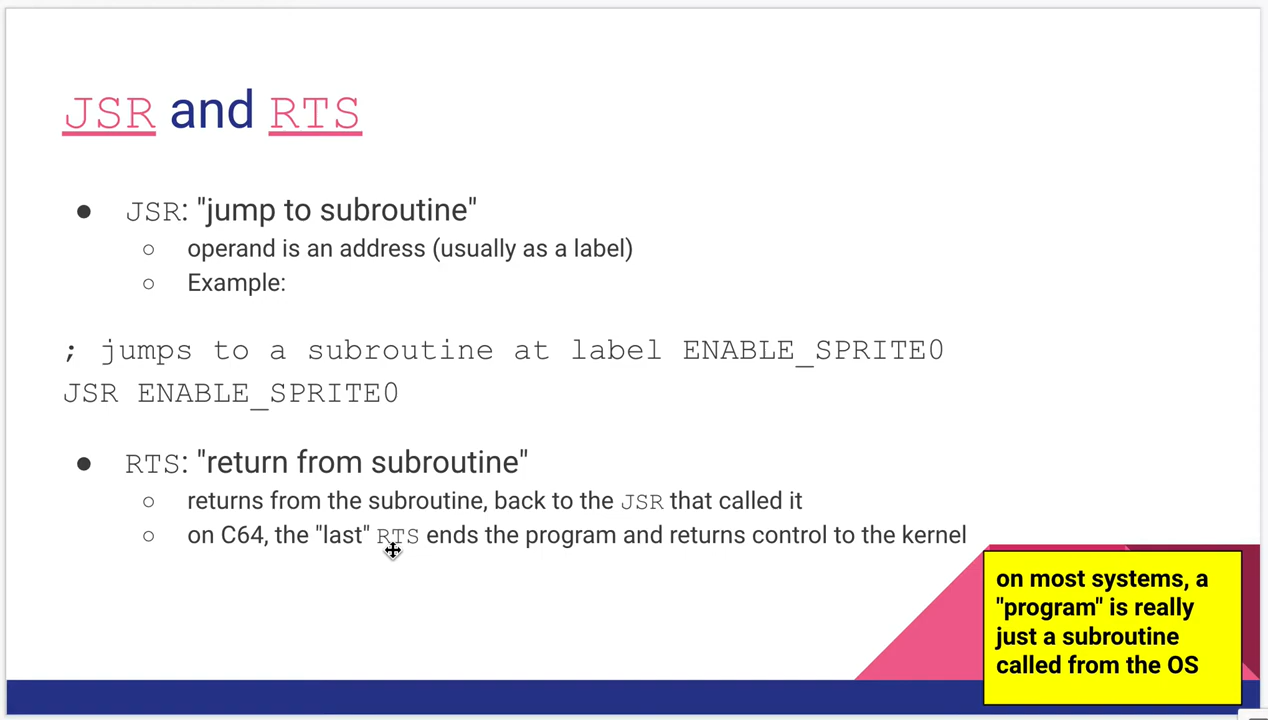 JSR and RTS
● JSR: "jump to subroutine"
○ operand is an address (usually as a label)
○ Example:
; jumps to a subroutine at label ENABLE_SPRITE0
JSR ENABLE_SPRITE0
● RTS: "return from subroutine"
○ returns from the subroutine, back to the JSR that called it
○ on C64, the "last" RTS ends the program and returns control to the kernel
on most systems, a
"program" is really
just a subroutine
called from the OS